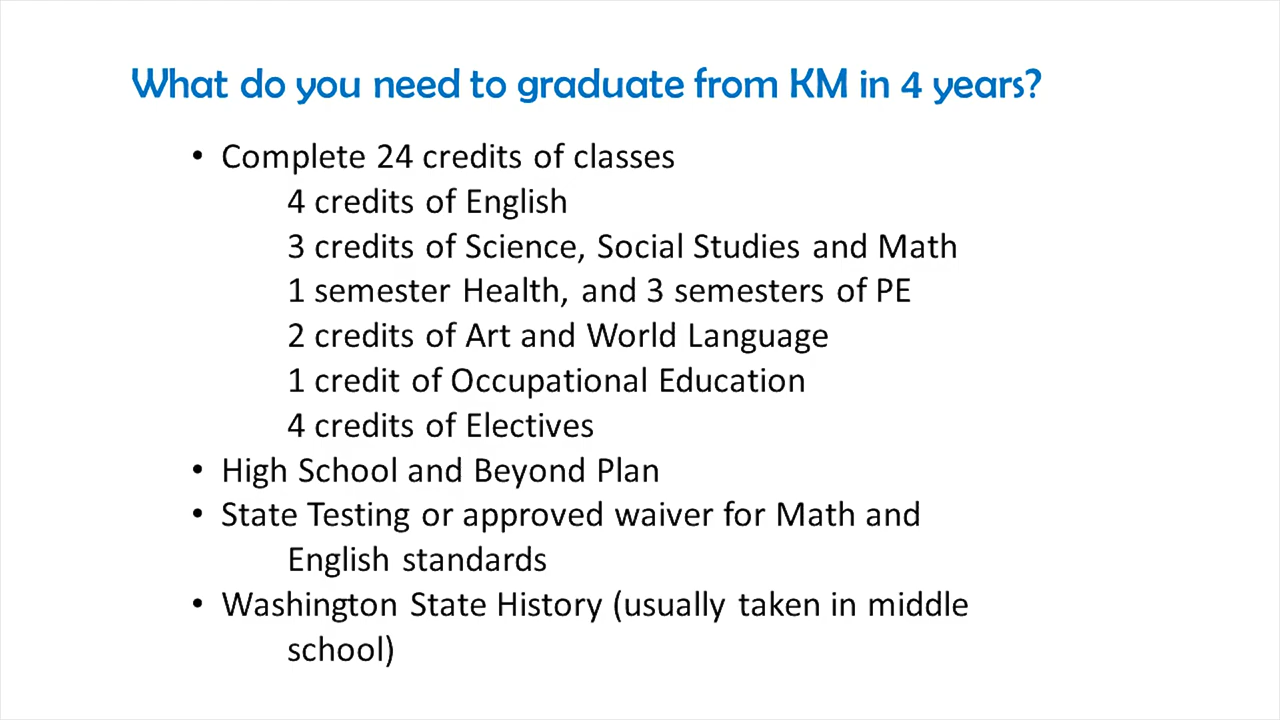 What do you need to graduate from KM in 4 years?
• Complete 24 credits of classes
4 credits of English
3 credits of Science, Social Studies and Math
1 semester Health, and 3 semesters of PE
2 credits of Art and World Language
1 credit of Occupational Education
4 credits of Electives
• High School and Beyond Plan
• State Testing or approved waiver for Math and
English standards
• Washington State History (usually taken in middle
school)